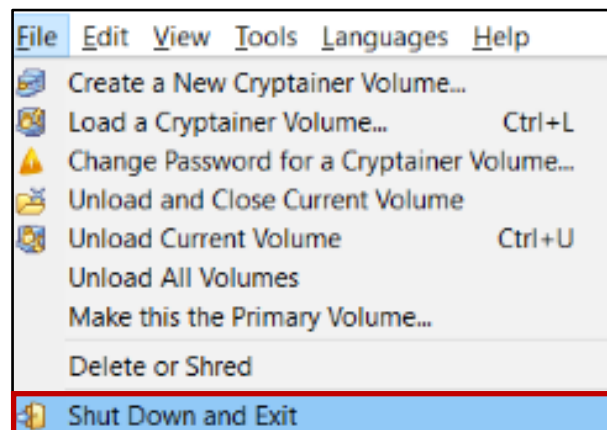 File Edit View Tools Languages Help
Create a New Cryptainer Volume...
Load a Cryptainer Volume... Ctrl+L
Change Password for a Cryptainer Volume...
Unload and Close Current Volume
Unload Current Volume Ctrl+U
Unload All Volumes
Make this the Primary Volume...
Delete or Shred
Shut Down and Exit